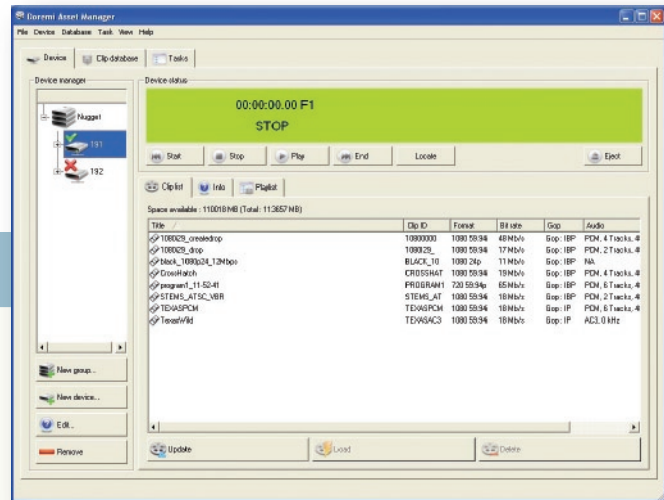 Doremi Asset Manager
File Device Database Task View Help
Device Clip database Tasks
Device manager
Nugget
191
192
New group...
New device...
Edit...
Remove
Device status
00:00:00.00 F1
STOP
Start Stop Play End Locate Eject
Clip list Info Playlist
Space available : 110018 MB (Total : 113657 MB)
Title Clip ID Format Bit rate Gop Audio
1080i29_createdrop 10800000 1080 59.94 48 Mb/s Gop: IBP PCM, 4 Tracks, 4
1080i29_drop 1080i29_ 1080 59.94 17 Mb/s Gop: IBP PCM, 2 Tracks, 4
black_1080p24_12Mbps BLACK_10 1080 24p 11 Mb/s Gop: IBP NA
CrossHatch CROSSHAT 1080 59.94 19 Mb/s Gop: IBP PCM, 4 Tracks, 4
program1_11-52-41 PROGRAM1 720 59.94p 65 Mb/s Gop: IBP PCM, 6 Tracks, 4
STEMS_ATSC_VBR STEMS_AT 1080 59.94 18 Mb/s Gop: IBP PCM, 2 Tracks, 4
TEXASPCM TEXASPCM 1080 59.94 18 Mb/s Gop: IP PCM, 6 Tracks, 4
TexasWild TEXASAC3 1080 59.94 18 Mb/s Gop: IP AC3, 0 kHz
Update Load Delete